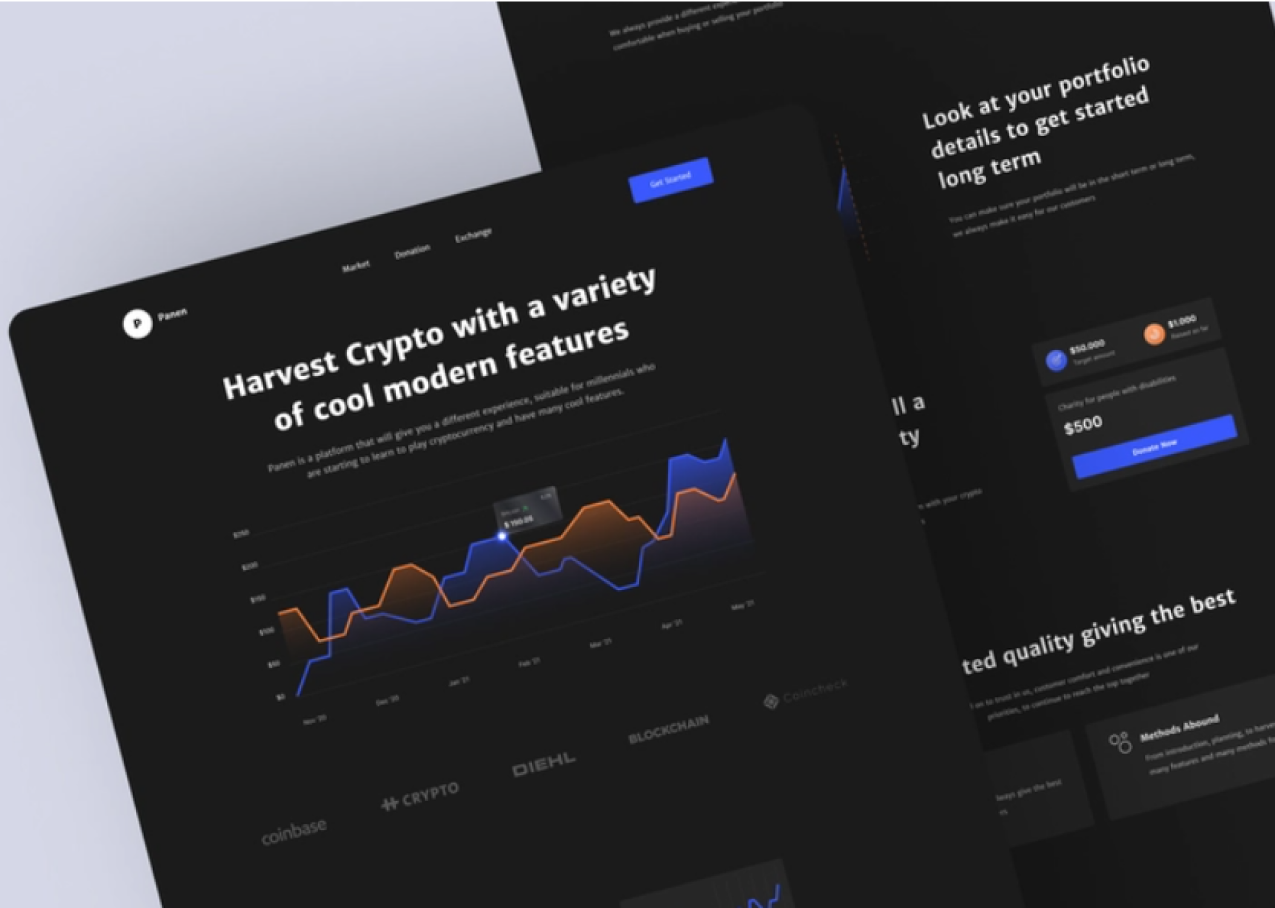 We always provide a different
comfortable when buying or selling your portfolio
Look at your portfolio
details to get started
long term
You can make sure your portfolio will be in the short term or long term,
we always make it easy for our customers
Get Started
Market
Donation
Exchange
P
Panen
Harvest Crypto with a variety
of cool modern features
Panen is a platform that will give you a different experience, suitable for millennials who
are starting to learn to play cryptocurrency and have many cool features.
$250
$200
$150
$100
$50
$0
Nov '20
Dec '20
Jan '21
Feb '21
Mar '21
Apr '21
May '21
coinbase
CRYPTO
DIEHL
BLOCKCHAIN
Coincheck
$50.000
Target amount
$1.000
Raised so far
Charity for people with disabilities
$500
Donate Now
ll a
ty
with your crypto
ted quality giving the best
on to trust in us, customer comfort and convenience is one of our
priorities, to continue to reach the top together
Methods Abound
From introduction, planning, to harve
many features and many methods fo
lways give the best